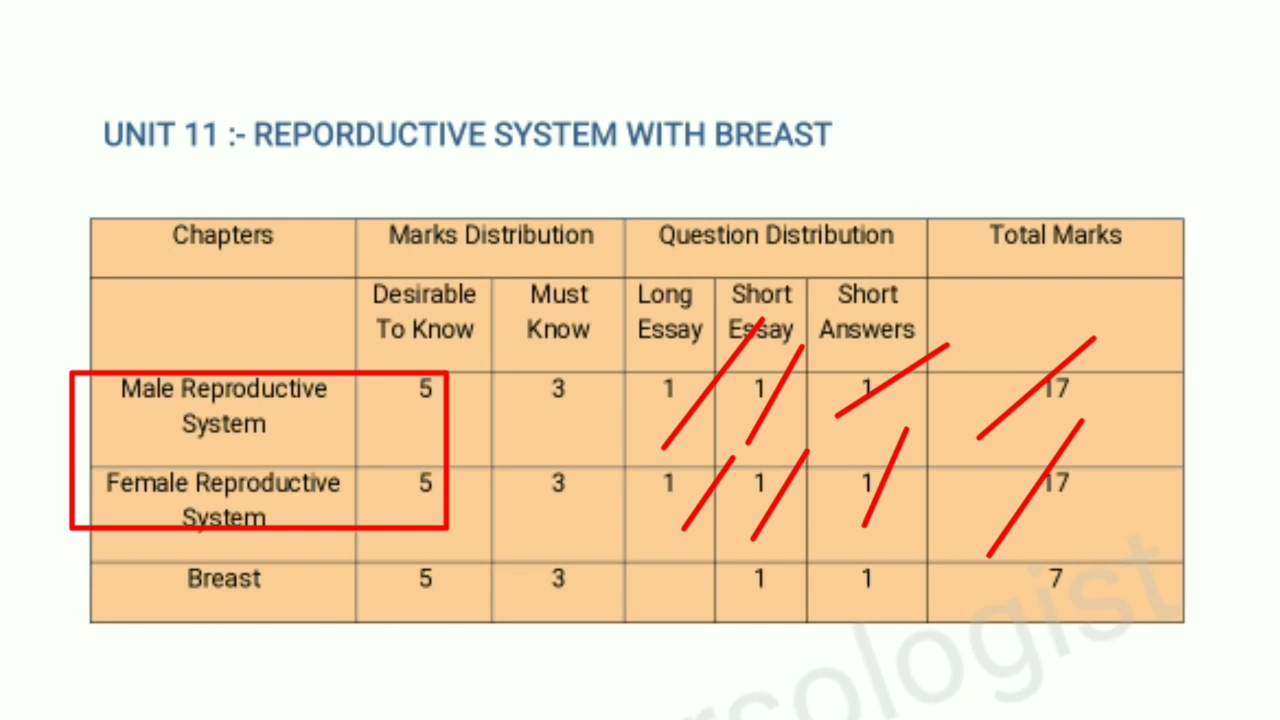 UNIT 11 :- REPORDUCTIVE SYSTEM WITH BREAST
Chapters Marks Distribution Question Distribution Total Marks
Desirable Must Long Short Short
To Know Know Essay Essay Answers
Male Reproductive 5 3 1 1 1 17
System
Female Reproductive 5 3 1 1 1 17
System
Breast 5 3 1 1 7